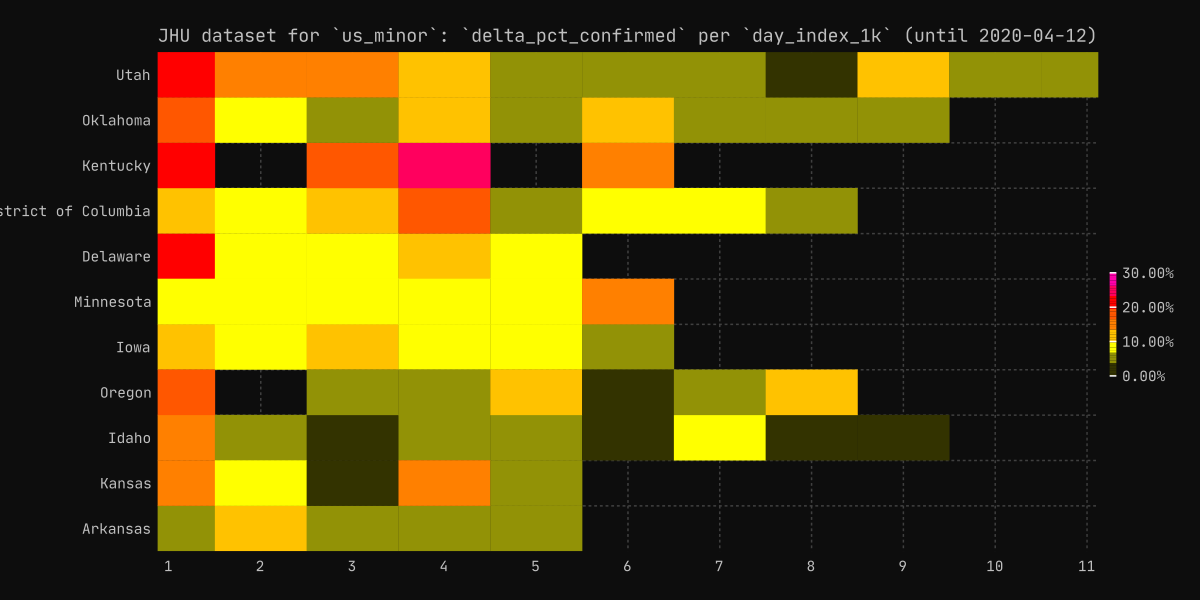 JHU dataset for `us_minor`: `delta_pct_confirmed` per `day_index_1k` (until 2020-04-12)
Utah
Oklahoma
Kentucky
strict of Columbia
Delaware
Minnesota
Iowa
Oregon
Idaho
Kansas
Arkansas
30.00%
20.00%
10.00%
0.00%
1 2 3 4 5 6 7 8 9 10 11